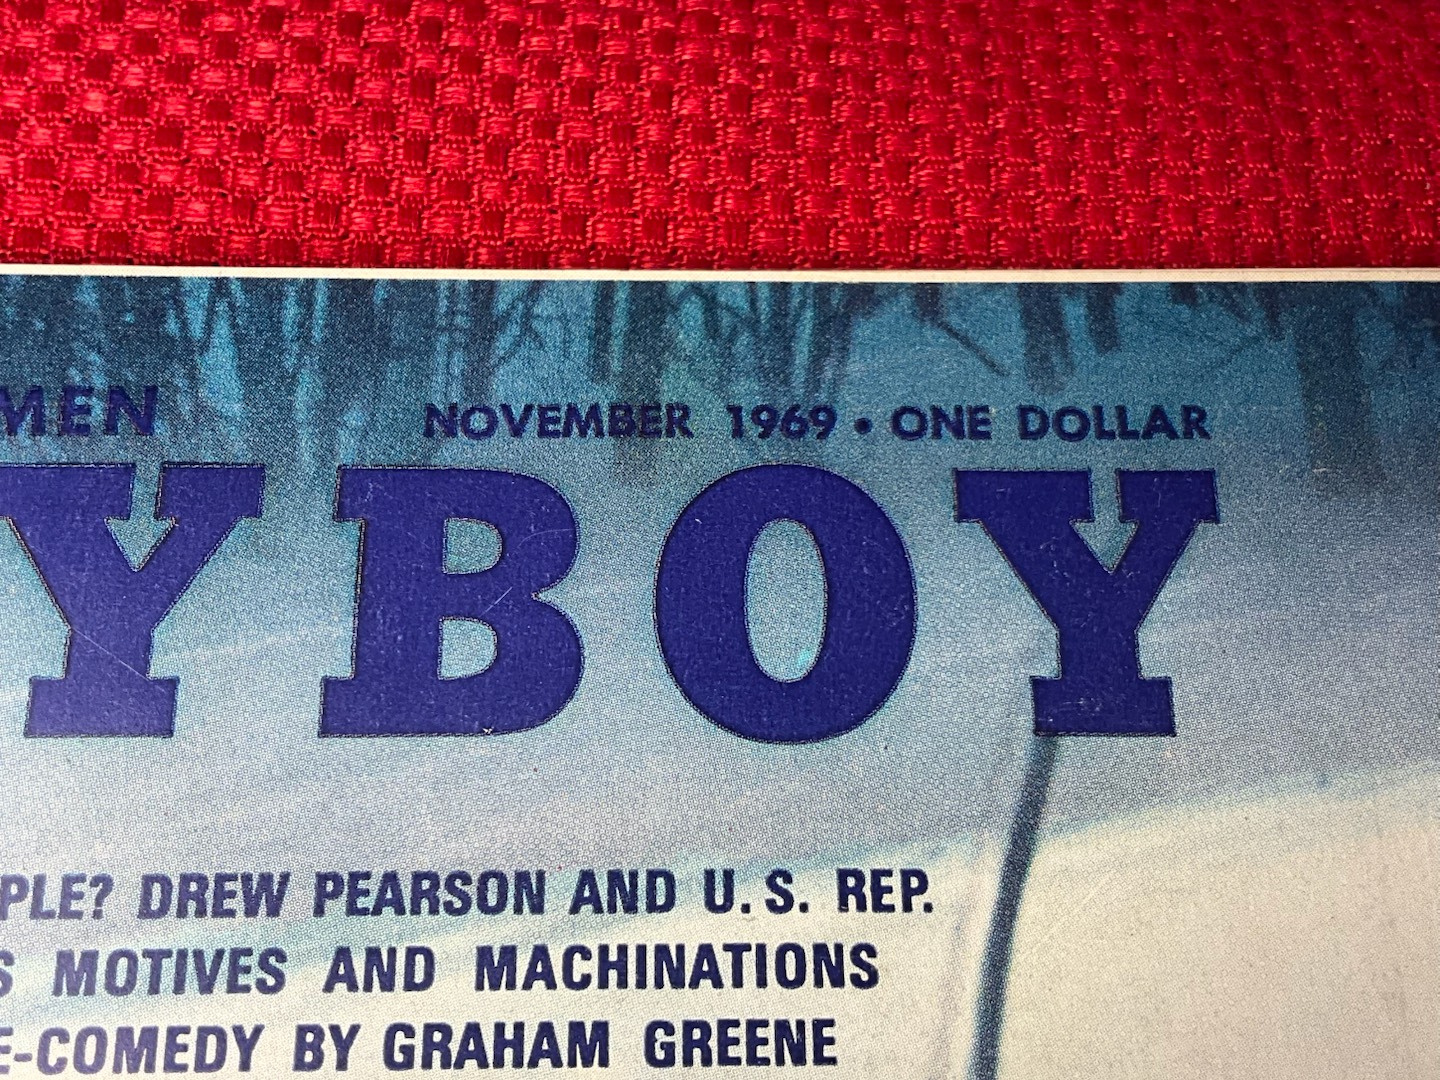 MEN NOVEMBER 1969 • ONE DOLLAR
YBOY
PLE? DREW PEARSON AND U.S. REP.
S MOTIVES AND MACHINATIONS
E-COMEDY BY GRAHAM GREENE